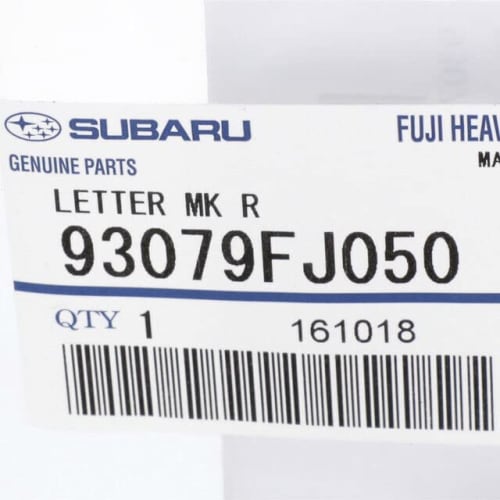 SUBARU FUJI HEAV
GENUINE PARTS MA
LETTER MK R
93079FJ050
QTY 1 161018